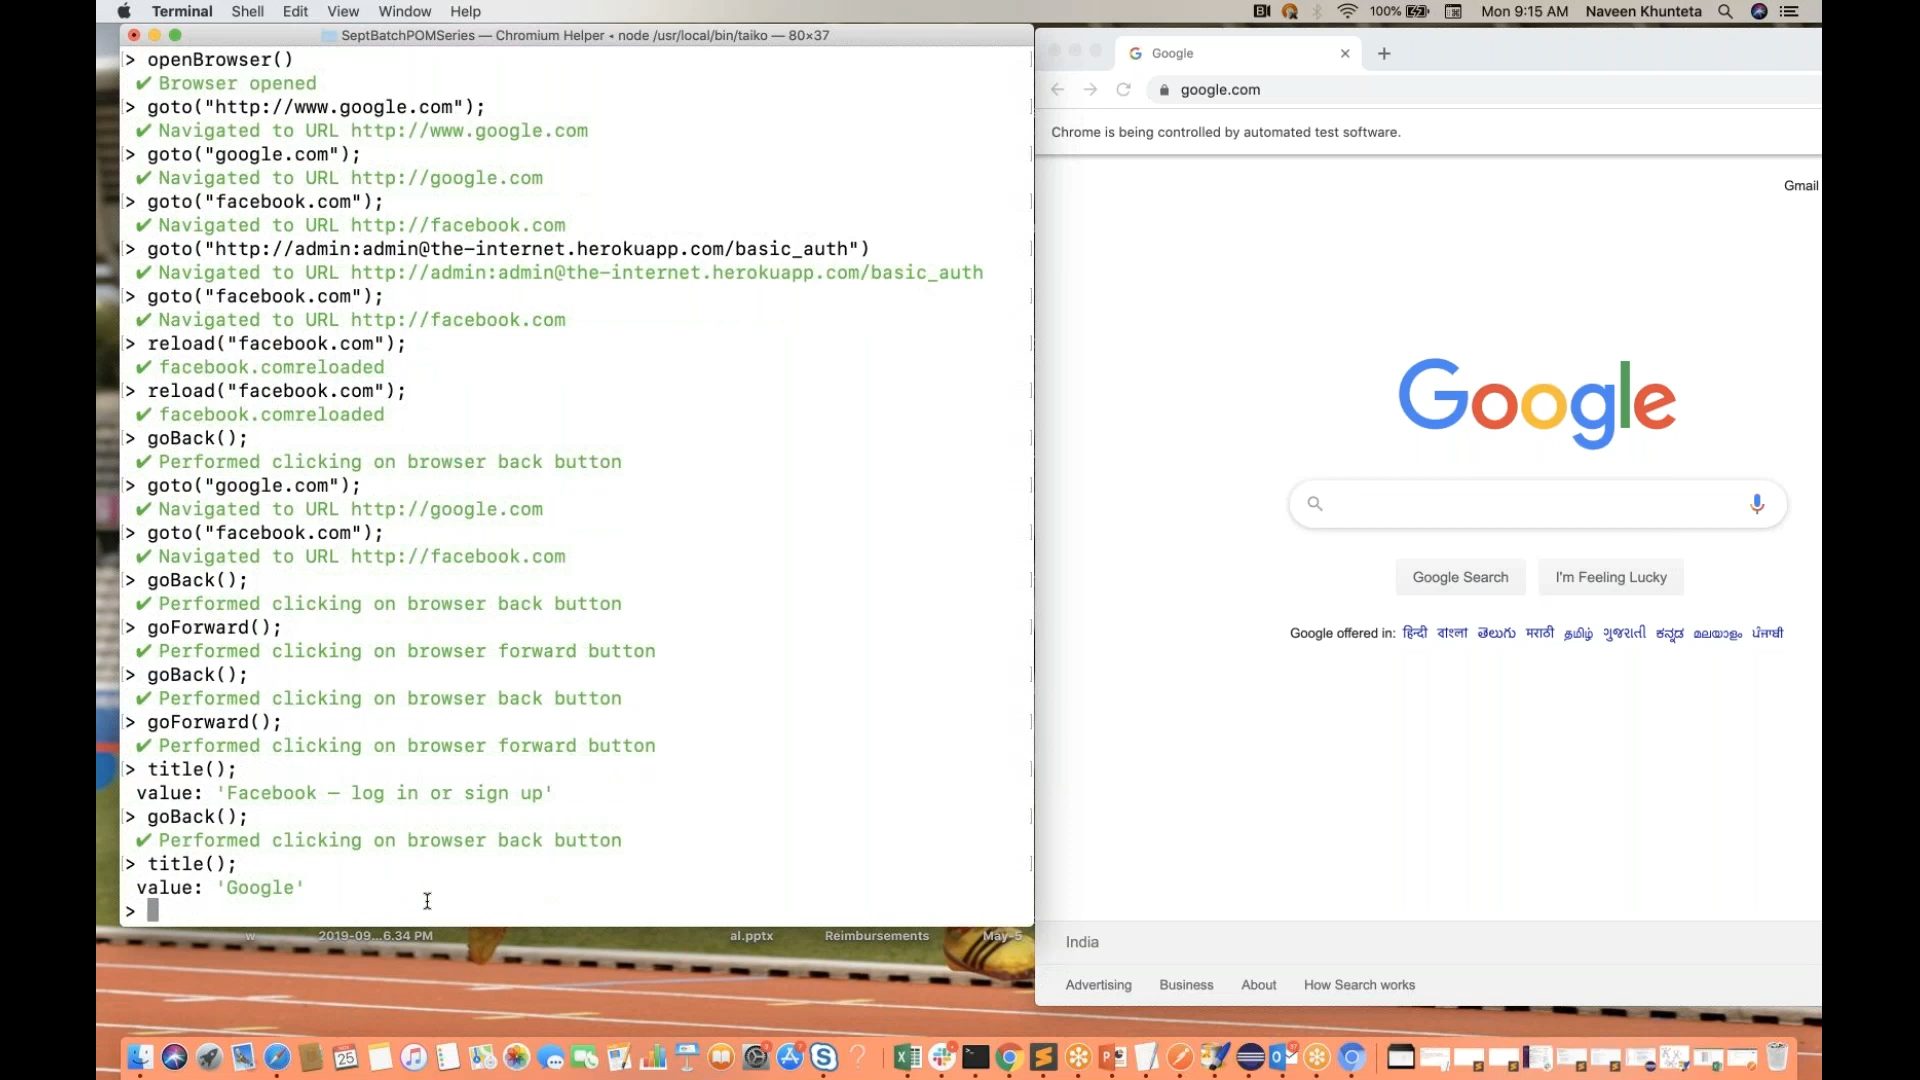 Terminal Shell Edit View Window Help 100% Mon 9:15 AM Naveen Khunteta
SeptBatchPOMSeries — Chromium Helper ◂ node /usr/local/bin/taiko — 80×37
> openBrowser()
✔ Browser opened
> goto("http://www.google.com");
✔ Navigated to URL http://www.google.com
> goto("google.com");
✔ Navigated to URL http://google.com
> goto("facebook.com");
✔ Navigated to URL http://facebook.com
> goto("http://admin:admin@the-internet.herokuapp.com/basic_auth")
✔ Navigated to URL http://admin:admin@the-internet.herokuapp.com/basic_auth
> goto("facebook.com");
✔ Navigated to URL http://facebook.com
> reload("facebook.com");
✔ facebook.comreloaded
> reload("facebook.com");
✔ facebook.comreloaded
> goBack();
✔ Performed clicking on browser back button
> goto("google.com");
✔ Navigated to URL http://google.com
> goto("facebook.com");
✔ Navigated to URL http://facebook.com
> goBack();
✔ Performed clicking on browser back button
> goForward();
✔ Performed clicking on browser forward button
> goBack();
✔ Performed clicking on browser back button
> goForward();
✔ Performed clicking on browser forward button
> title();
value: 'Facebook – log in or sign up'
> goBack();
✔ Performed clicking on browser back button
> title();
value: 'Google'
>
w 2019-09...6.34 PM al.pptx Reimbursements May-5
Google
google.com
Chrome is being controlled by automated test software.
Gmail
Google
Google Search I'm Feeling Lucky
Google offered in: हिन्दी বাংলা తెలుగు मराठी தமிழ் ગુજરાતી ಕನ್ನಡ മലയാളം ਪੰਜਾਬੀ
India
Advertising Business About How Search works